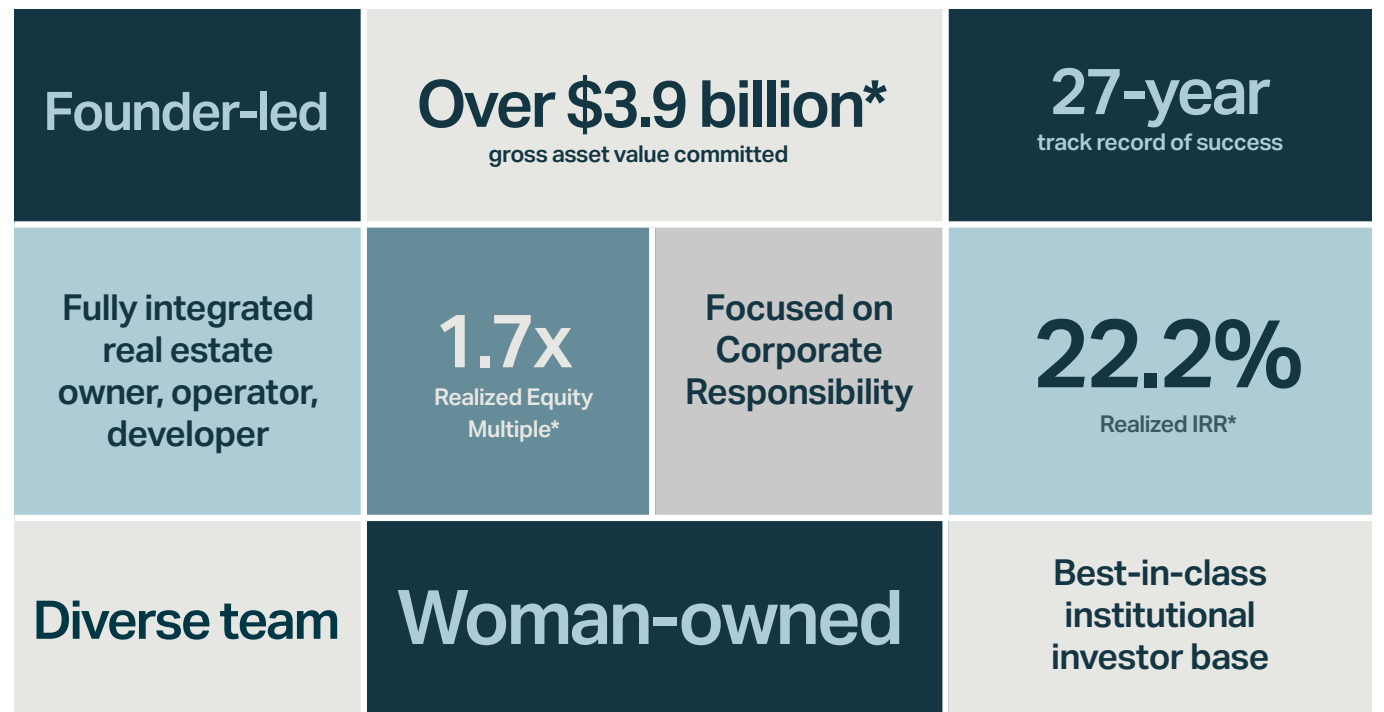 Founder-led
Over $3.9 billion*
gross asset value committed
27-year
track record of success
Fully integrated
real estate
owner, operator,
developer
1.7x
Realized Equity
Multiple*
Focused on
Corporate
Responsibility
22.2%
Realized IRR*
Diverse team
Woman-owned
Best-in-class
institutional
investor base